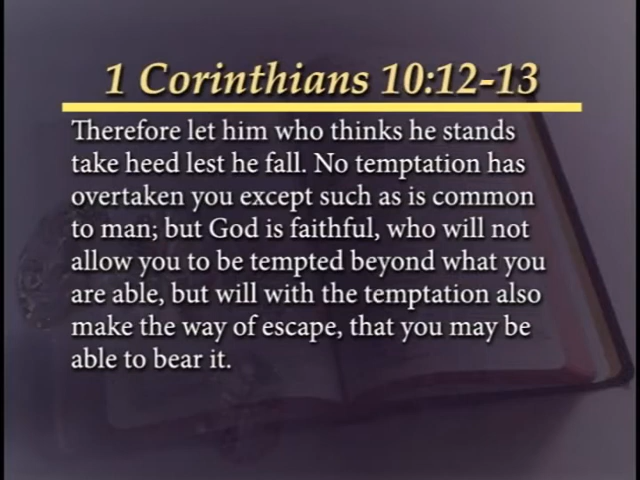 1 Corinthians 10:12-13
Therefore let him who thinks he stands
take heed lest he fall. No temptation has
overtaken you except such as is common
to man; but God is faithful, who will not
allow you to be tempted beyond what you
are able, but will with the temptation also
make the way of escape, that you may be
able to bear it.